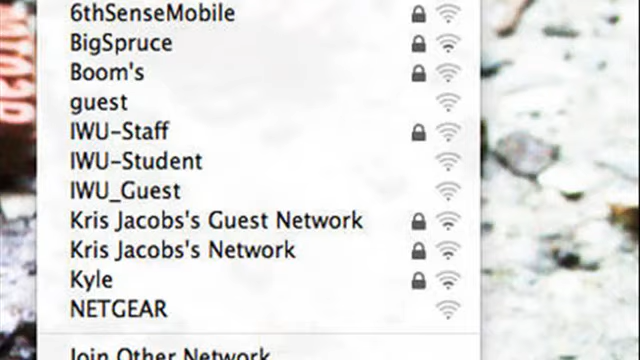 6thSenseMobile
BigSpruce
Boom's
guest
IWU-Staff
IWU-Student
IWU_Guest
Kris Jacobs's Guest Network
Kris Jacobs's Network
Kyle
NETGEAR
Join Other Network